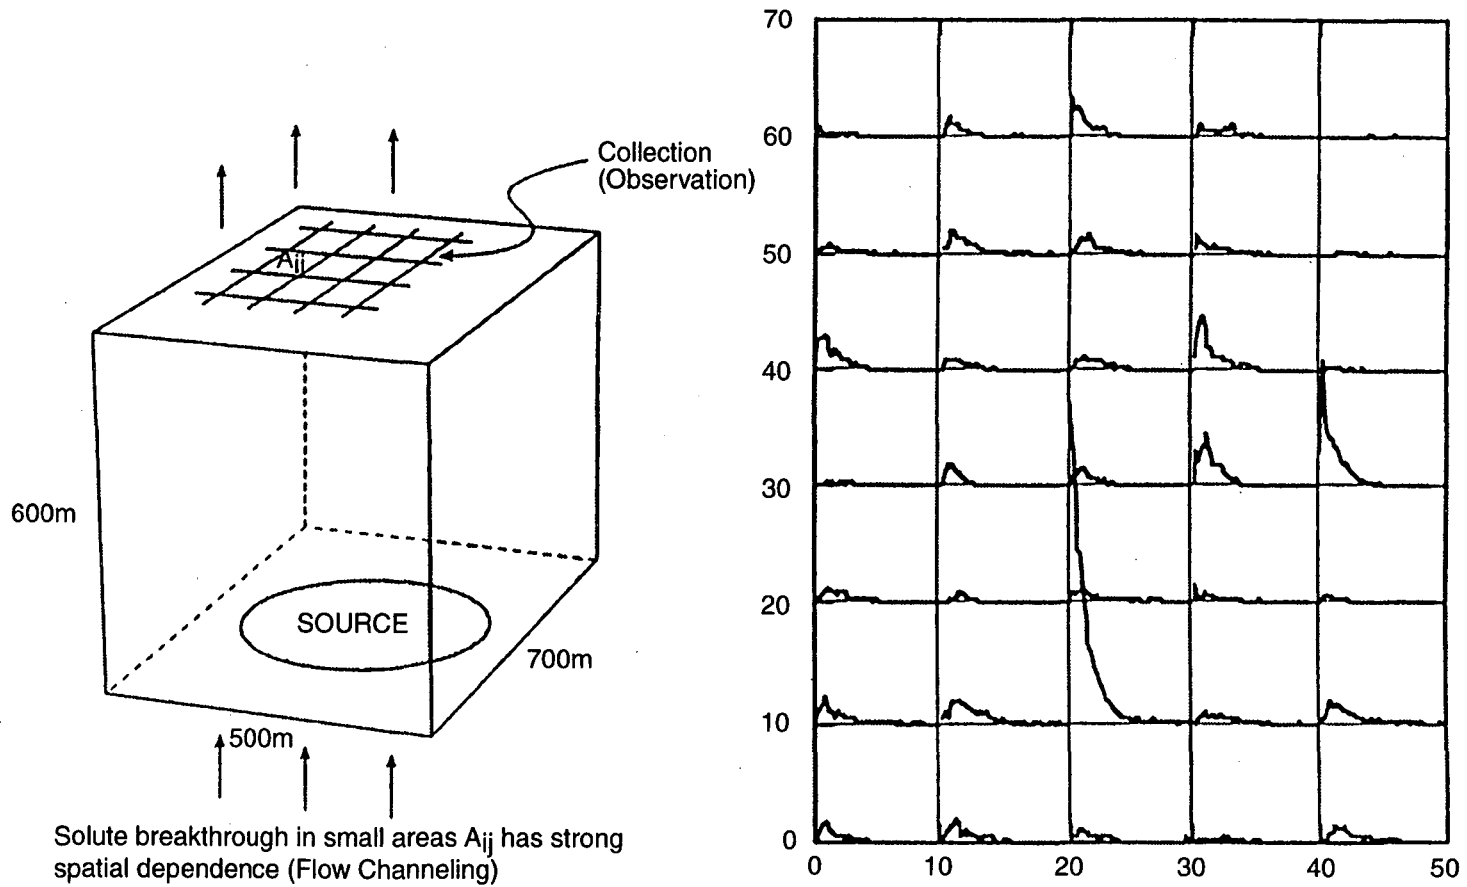 Collection
(Observation)
Aij
600m
SOURCE
700m
500m
Solute breakthrough in small areas Aij has strong
spatial dependence (Flow Channeling)
70
60
50
40
30
20
10
0
0 10 20 30 40 50